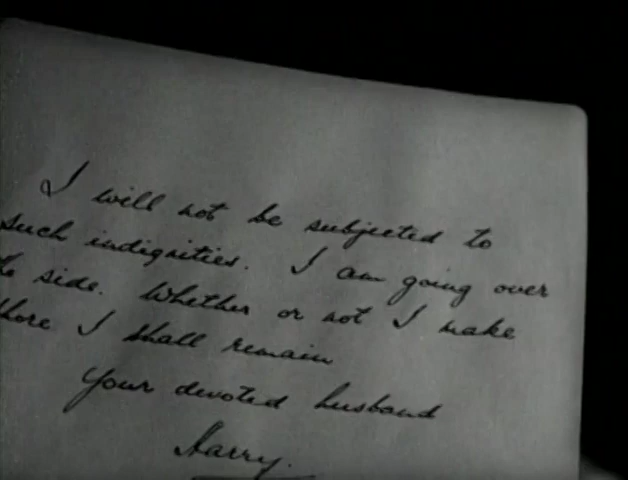 I will not be subjected to
such indignities. I am going over
side. Whether or not I make
shore I shall remain
Your devoted husband
Harry.